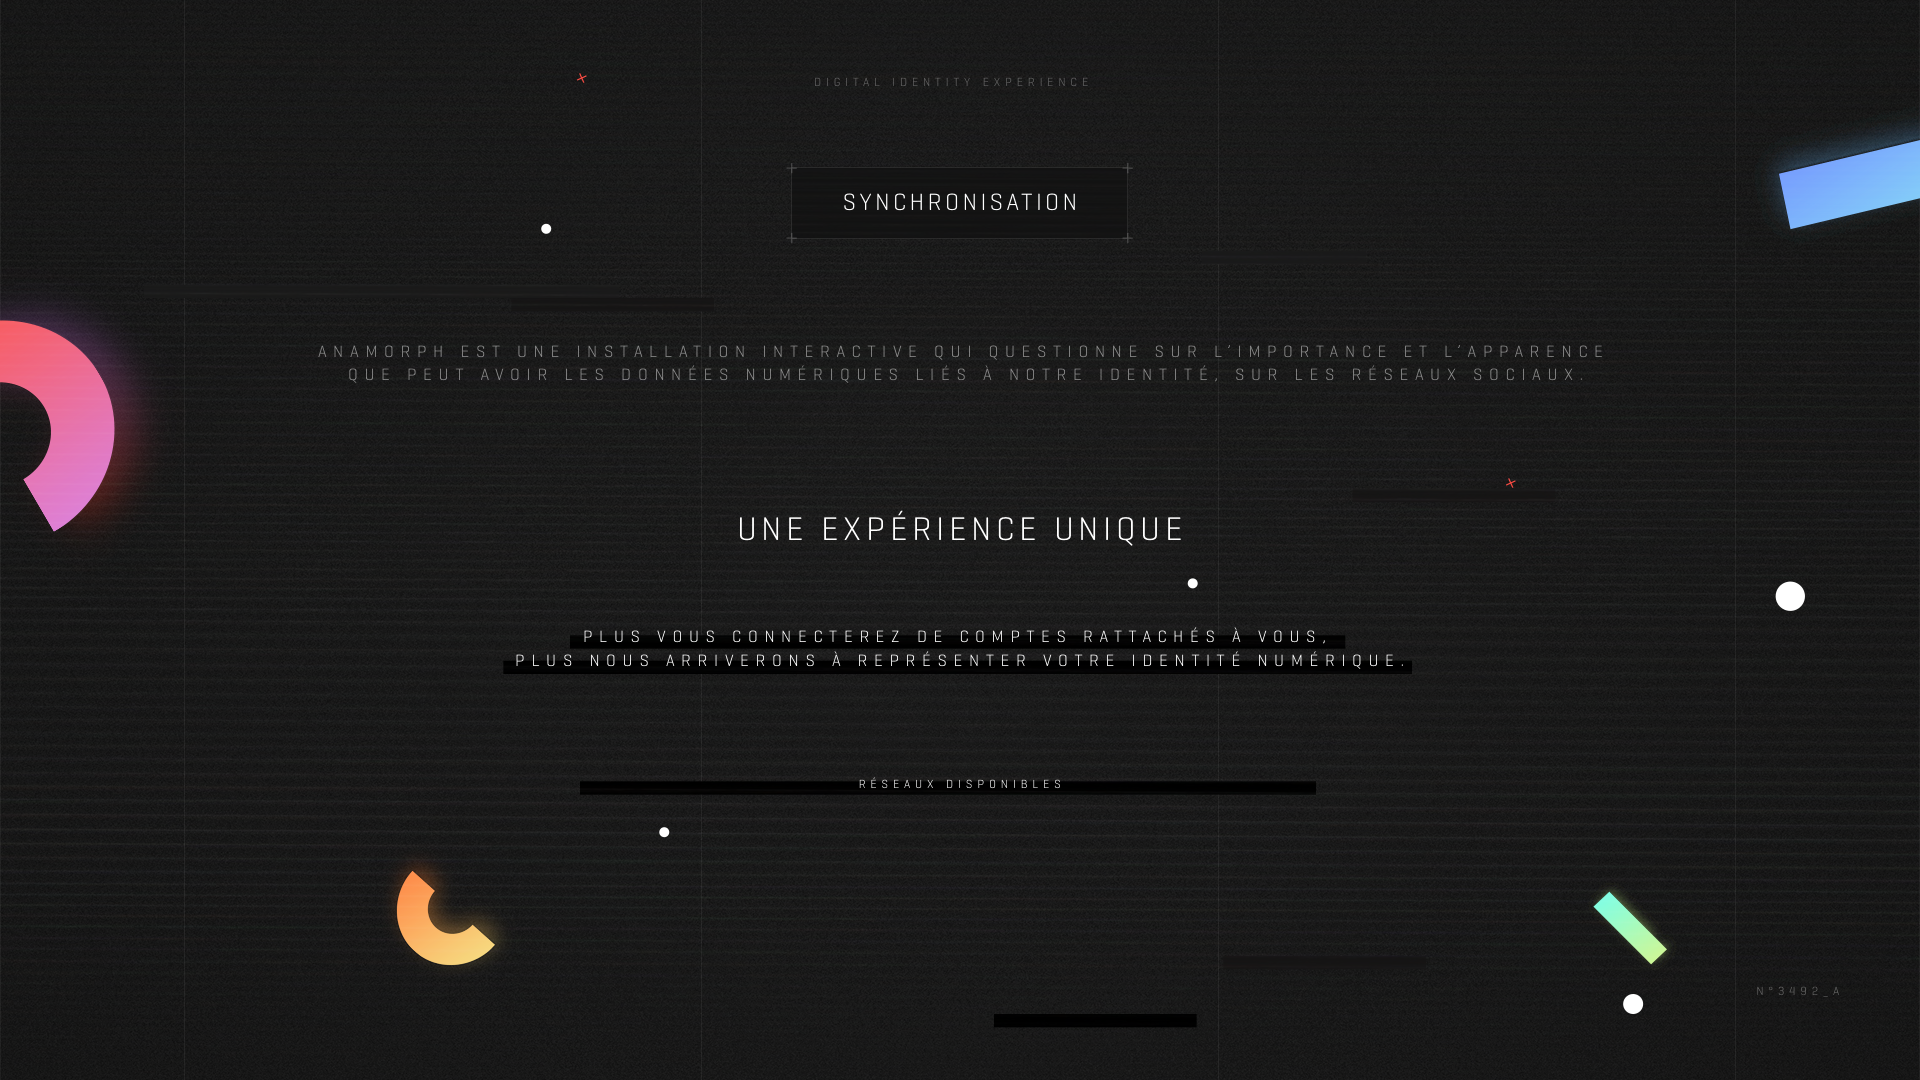 DIGITAL IDENTITY EXPERIENCE
SYNCHRONISATION
ANAMORPH EST UNE INSTALLATION INTERACTIVE QUI QUESTIONNE SUR L'IMPORTANCE ET L'APPARENCE
QUE PEUT AVOIR LES DONNÉES NUMÉRIQUES LIÉS À NOTRE IDENTITÉ, SUR LES RÉSEAUX SOCIAUX.
UNE EXPÉRIENCE UNIQUE
PLUS VOUS CONNECTEREZ DE COMPTES RATTACHÉS À VOUS,
PLUS NOUS ARRIVERONS À REPRÉSENTER VOTRE IDENTITÉ NUMÉRIQUE.
RÉSEAUX DISPONIBLES
N°3492_A